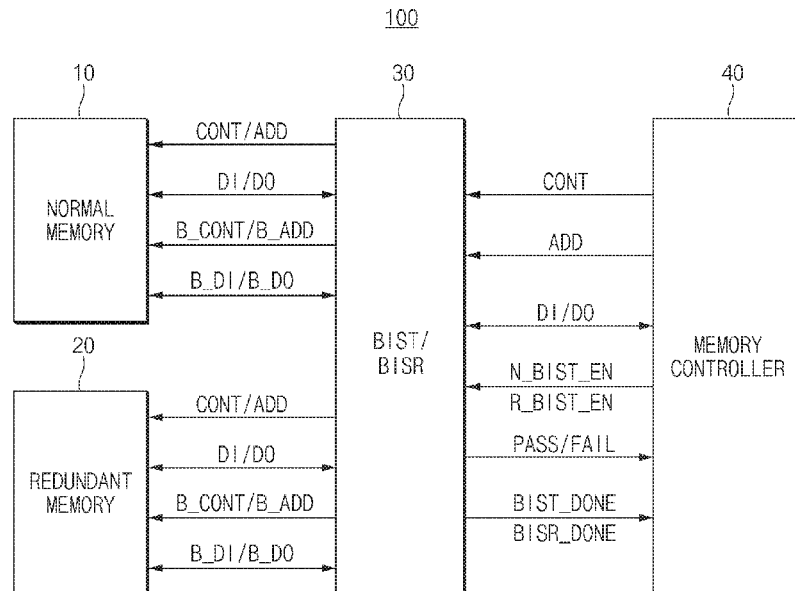 100
10
30
40
CONT/ADD
DI/DO
B_CONT/B_ADD
B_DI/B_DO
NORMAL
MEMORY
20
CONT/ADD
DI/DO
B_CONT/B_ADD
B_DI/B_DO
REDUNDANT
MEMORY
BIST/
BISR
CONT
ADD
DI/DO
N_BIST_EN
R_BIST_EN
PASS/FAIL
BIST_DONE
BISR_DONE
MEMORY
CONTROLLER